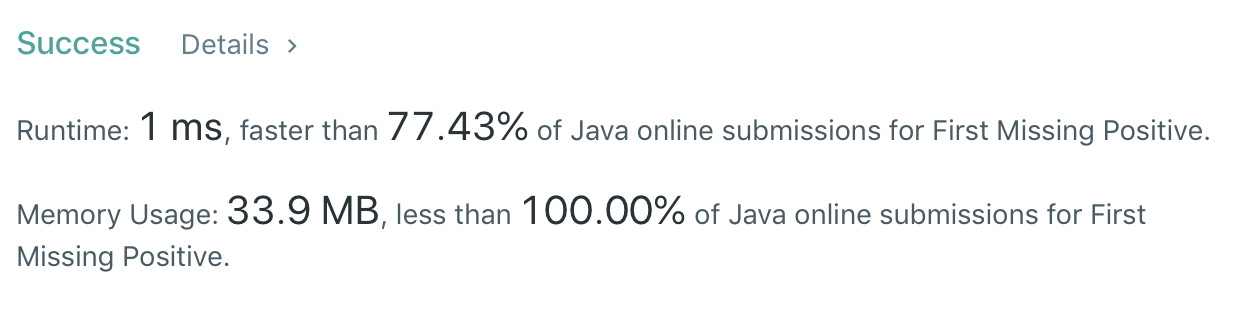 Success Details >
Runtime: 1 ms, faster than 77.43% of Java online submissions for First Missing Positive.
Memory Usage: 33.9 MB, less than 100.00% of Java online submissions for First
Missing Positive.